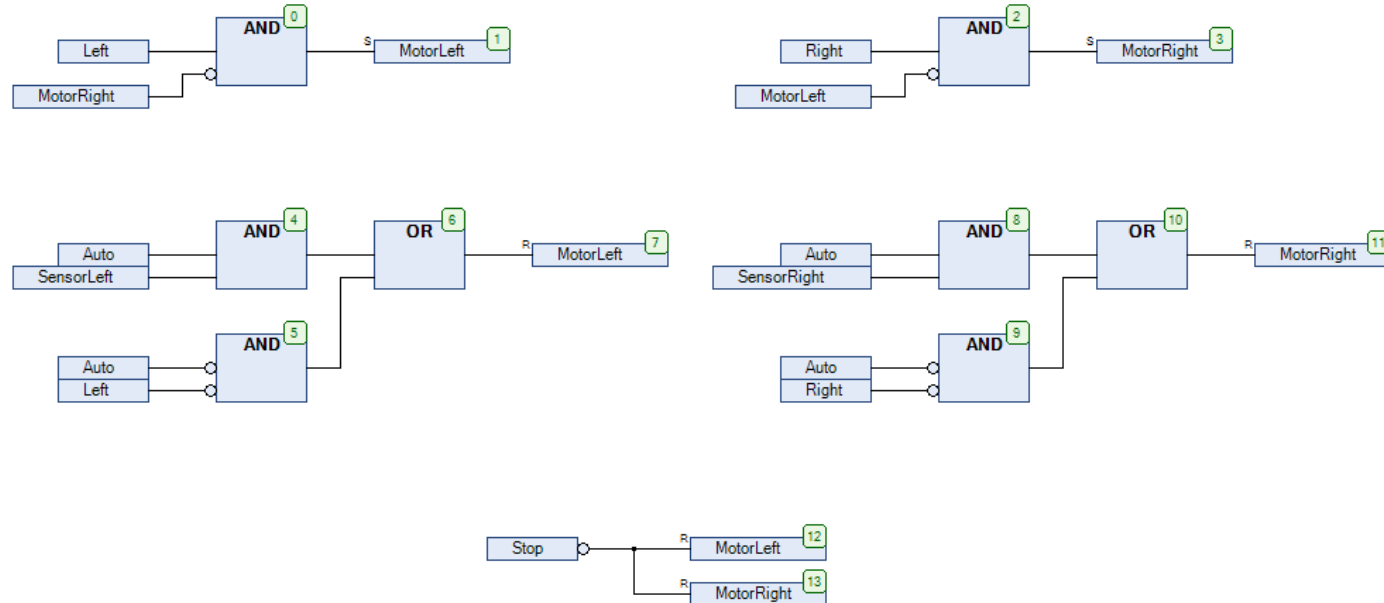 AND 0
Left
S MotorLeft 1
MotorRight
AND 2
Right
S MotorRight 3
MotorLeft
AND 4
OR 6
Auto
R MotorLeft 7
SensorLeft
AND 5
Auto
Left
AND 8
OR 10
Auto
R MotorRight 11
SensorRight
AND 9
Auto
Right
Stop
R MotorLeft 12
R MotorRight 13